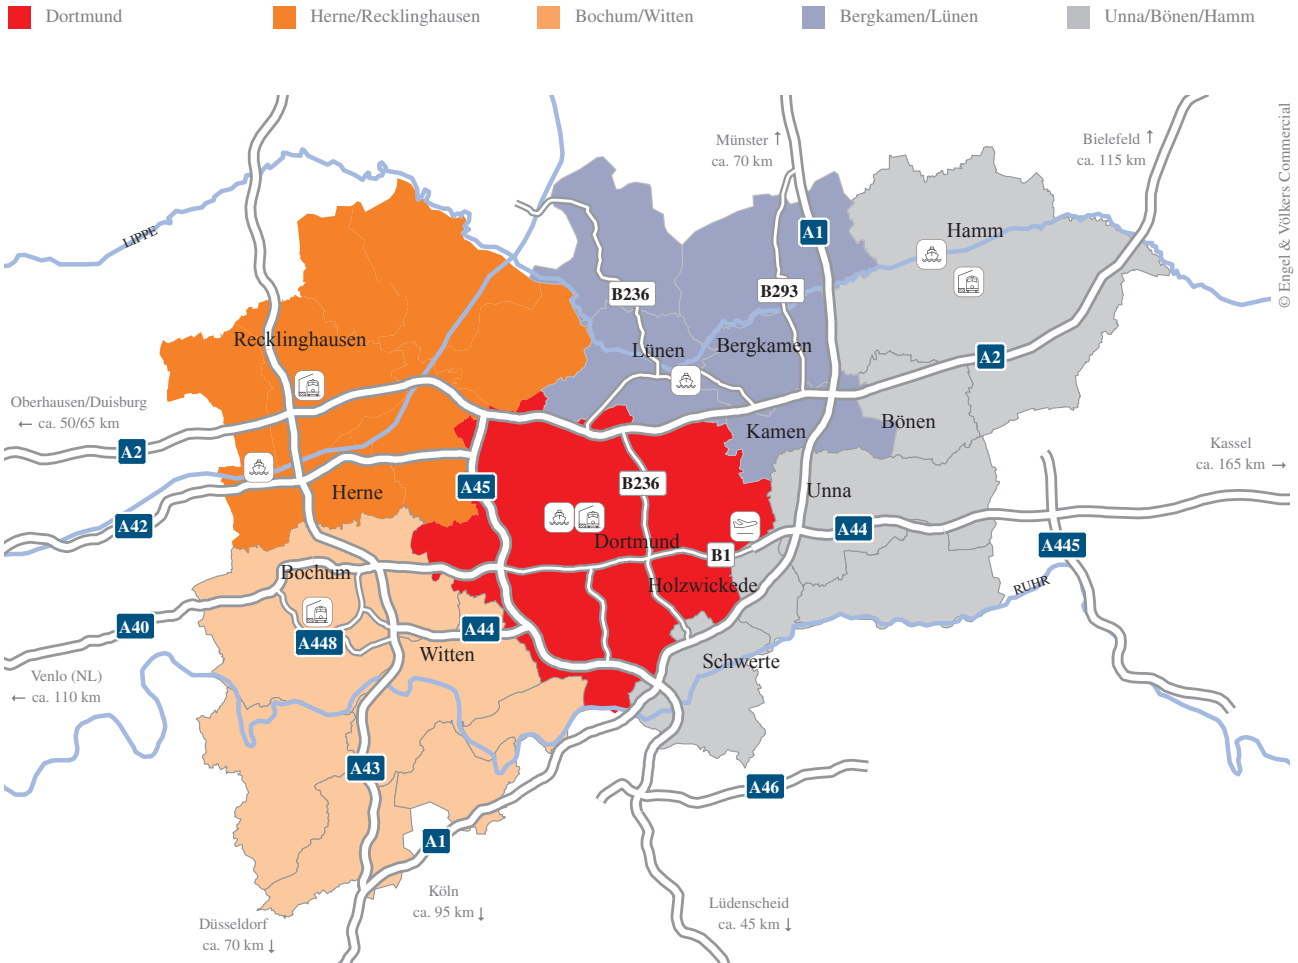 Dortmund
Herne/Recklinghausen
Bochum/Witten
Bergkamen/Lünen
Unna/Bönen/Hamm
© Engel & Völkers Commercial
Münster ↑
ca. 70 km
Bielefeld ↑
ca. 115 km
LIPPE
A1
Hamm
B236
B293
Recklinghausen
Lünen
Bergkamen
A2
Oberhausen/Duisburg
← ca. 50/65 km
A2
Kamen
Bönen
Kassel
ca. 165 km →
Herne
A45
B236
Unna
A42
A44
Dortmund
B1
A445
Bochum
Holzwickede
RUHR
A40
A448
A44
Witten
Schwerte
Venlo (NL)
← ca. 110 km
A43
A46
A1
Köln
ca. 95 km ↓
Lüdenscheid
ca. 45 km ↓
Düsseldorf
ca. 70 km ↓